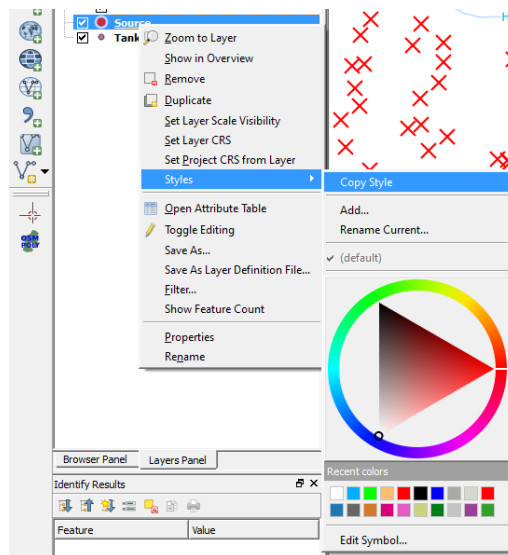 Source
Tank
Zoom to Layer
Show in Overview
Remove
Duplicate
Set Layer Scale Visibility
Set Layer CRS
Set Project CRS from Layer
Styles
Open Attribute Table
Toggle Editing
Save As...
Save As Layer Definition File...
Filter...
Show Feature Count
Properties
Rename
Copy Style
Add...
Rename Current...
(default)
Recent colors
Edit Symbol...
OSM
POLY
Browser Panel
Layers Panel
Identify Results
Feature
Value